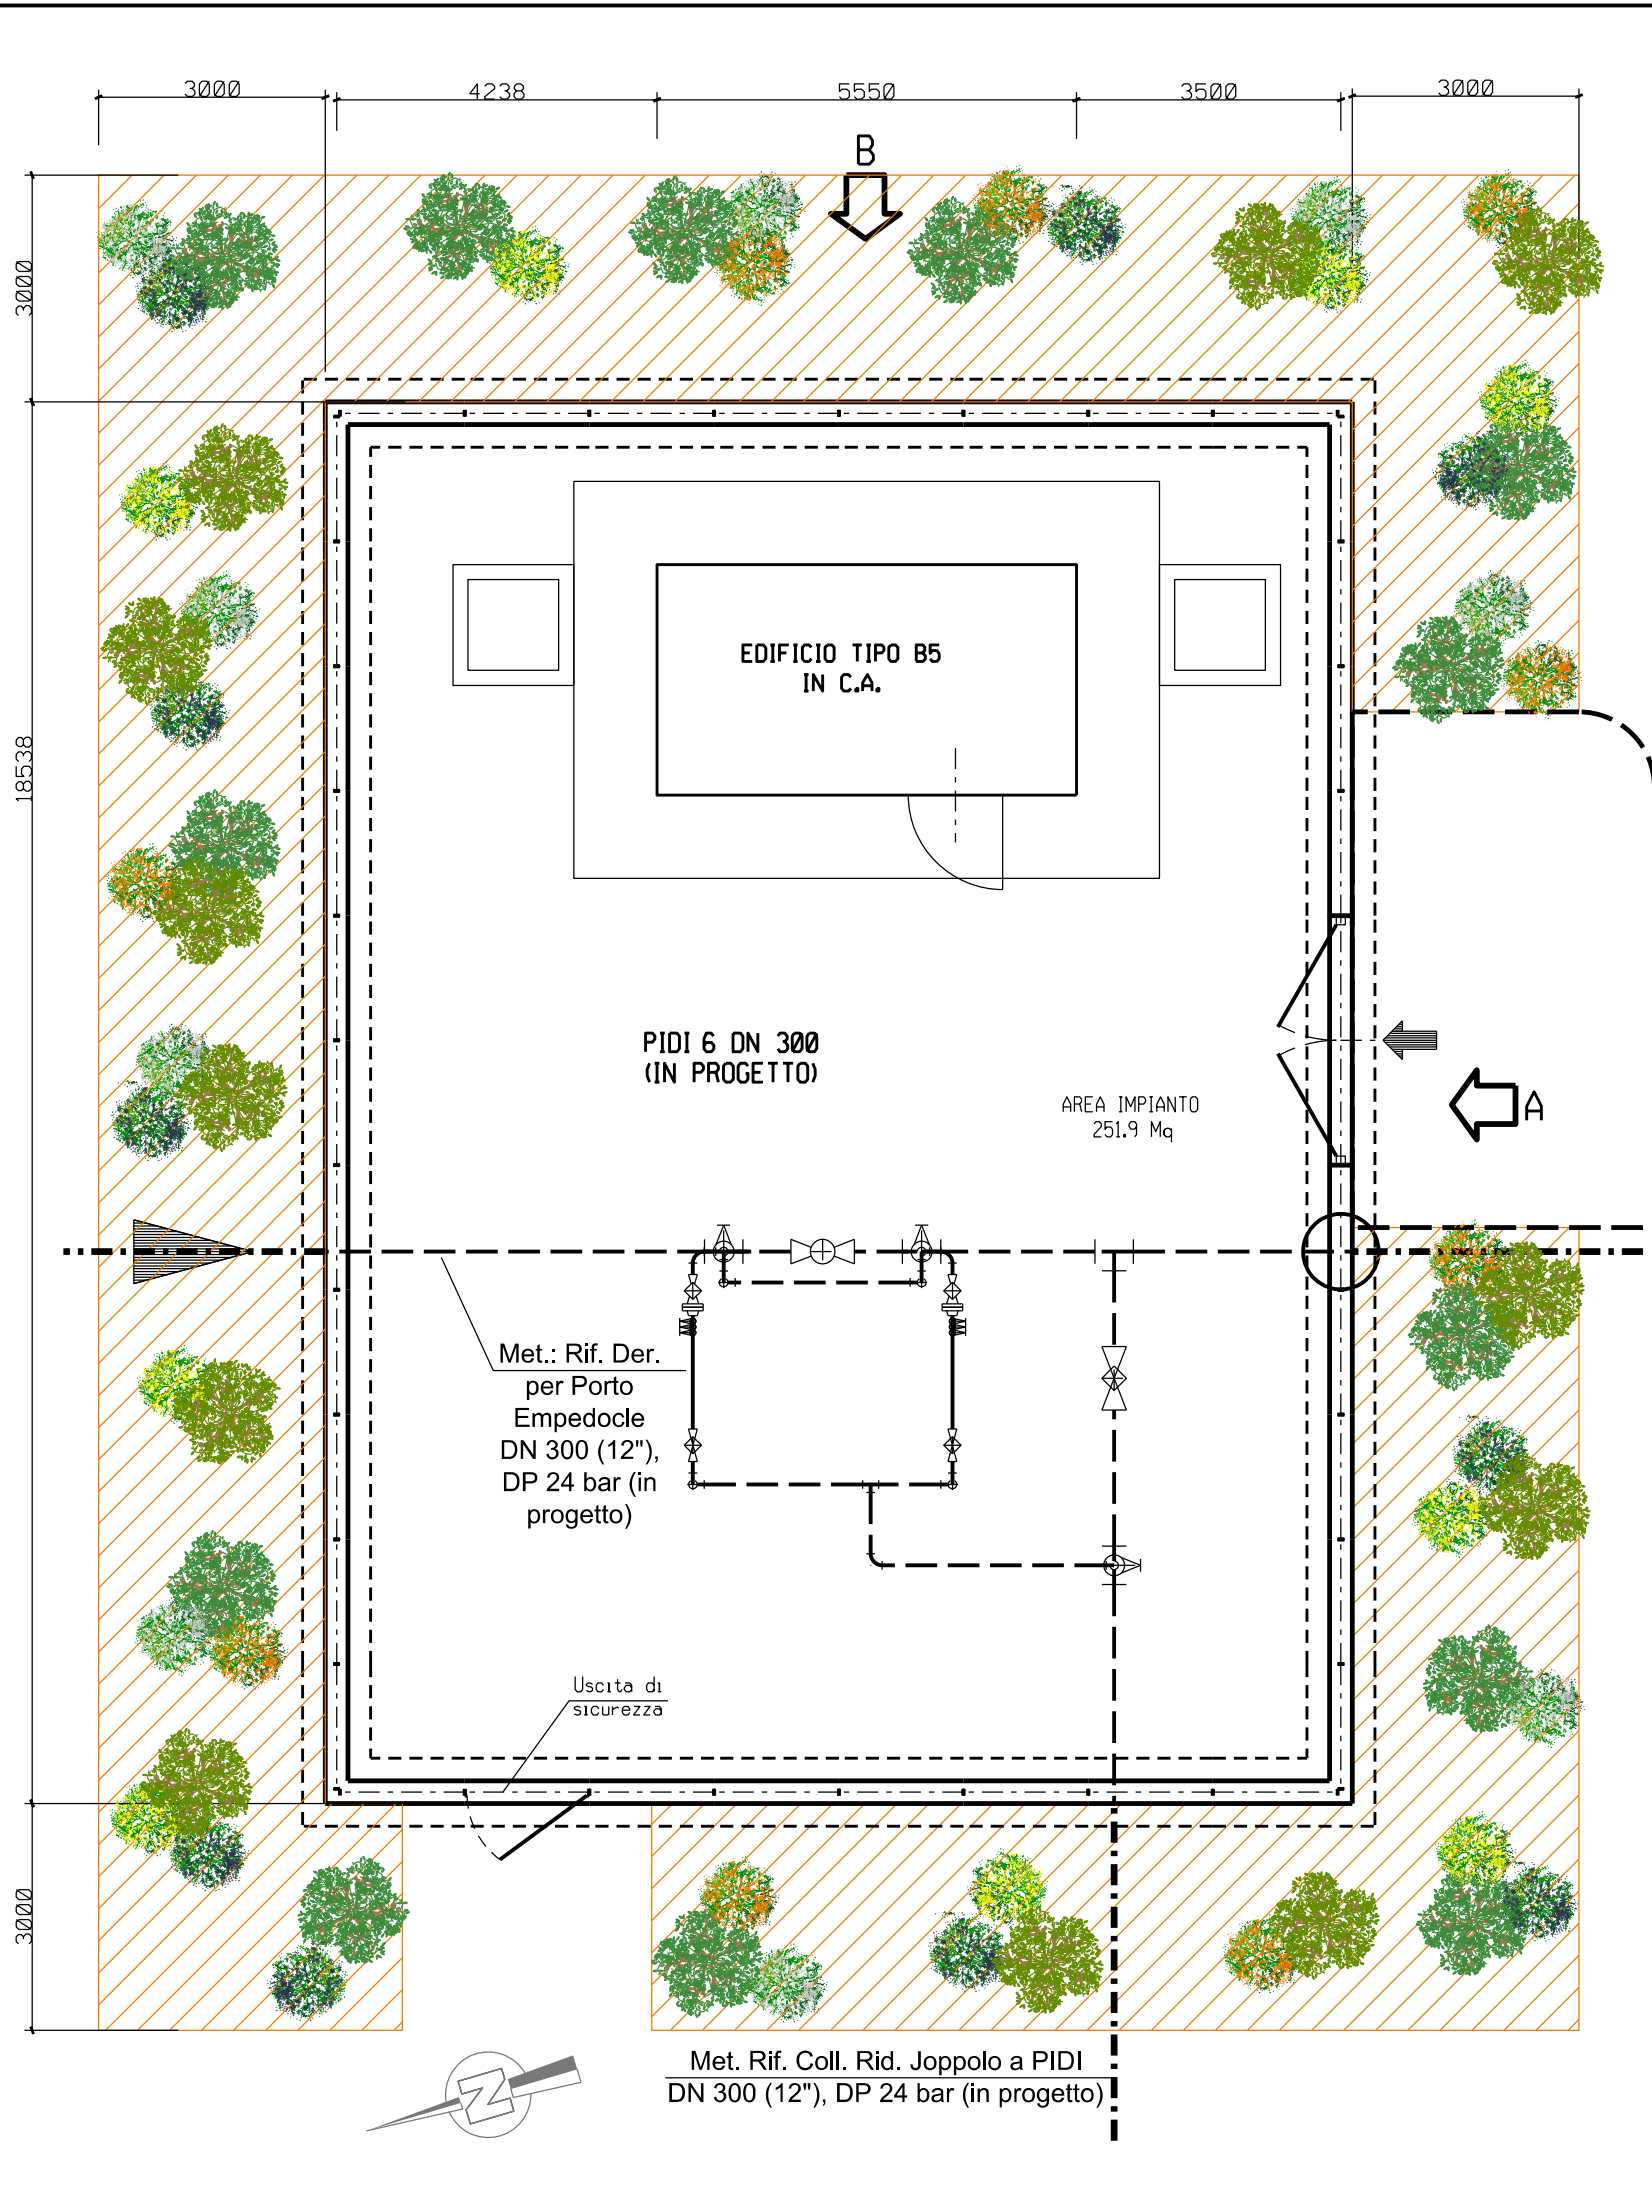 3000
4238
5550
3500
3000
B
3000
EDIFICIO TIPO B5
IN C.A.
18538
PIDI 6 DN 300
(IN PROGETTO)
AREA IMPIANTO
251.9 Mq
A
Met.: Rif. Der.
per Porto
Empedocle
DN 300 (12"),
DP 24 bar (in
progetto)
Uscita di
sicurezza
3000
Met. Rif. Coll. Rid. Joppolo a PIDI
DN 300 (12"), DP 24 bar (in progetto)
N